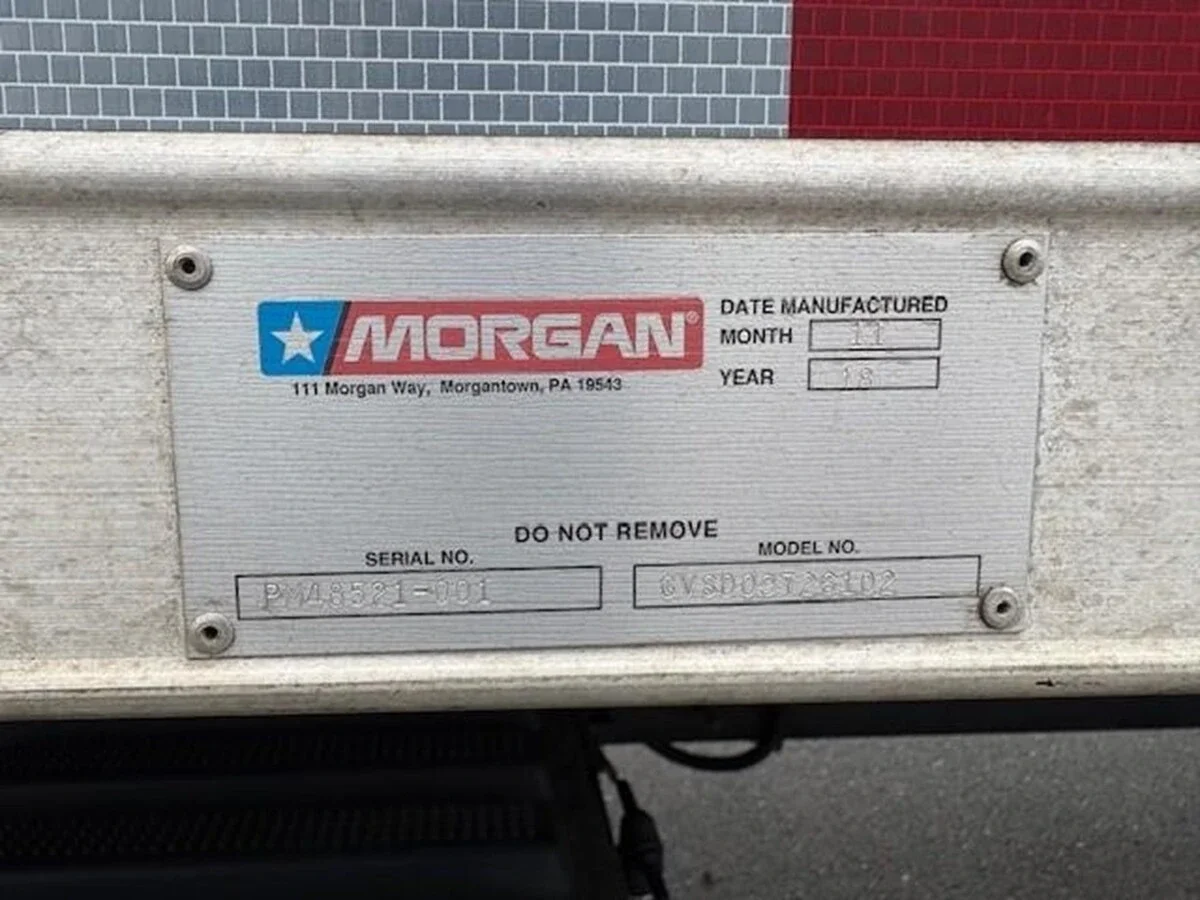 MORGAN®
111 Morgan Way, Morgantown, PA 19543
DATE MANUFACTURED
MONTH 11
YEAR 18
DO NOT REMOVE
SERIAL NO.
PM48521-001
MODEL NO.